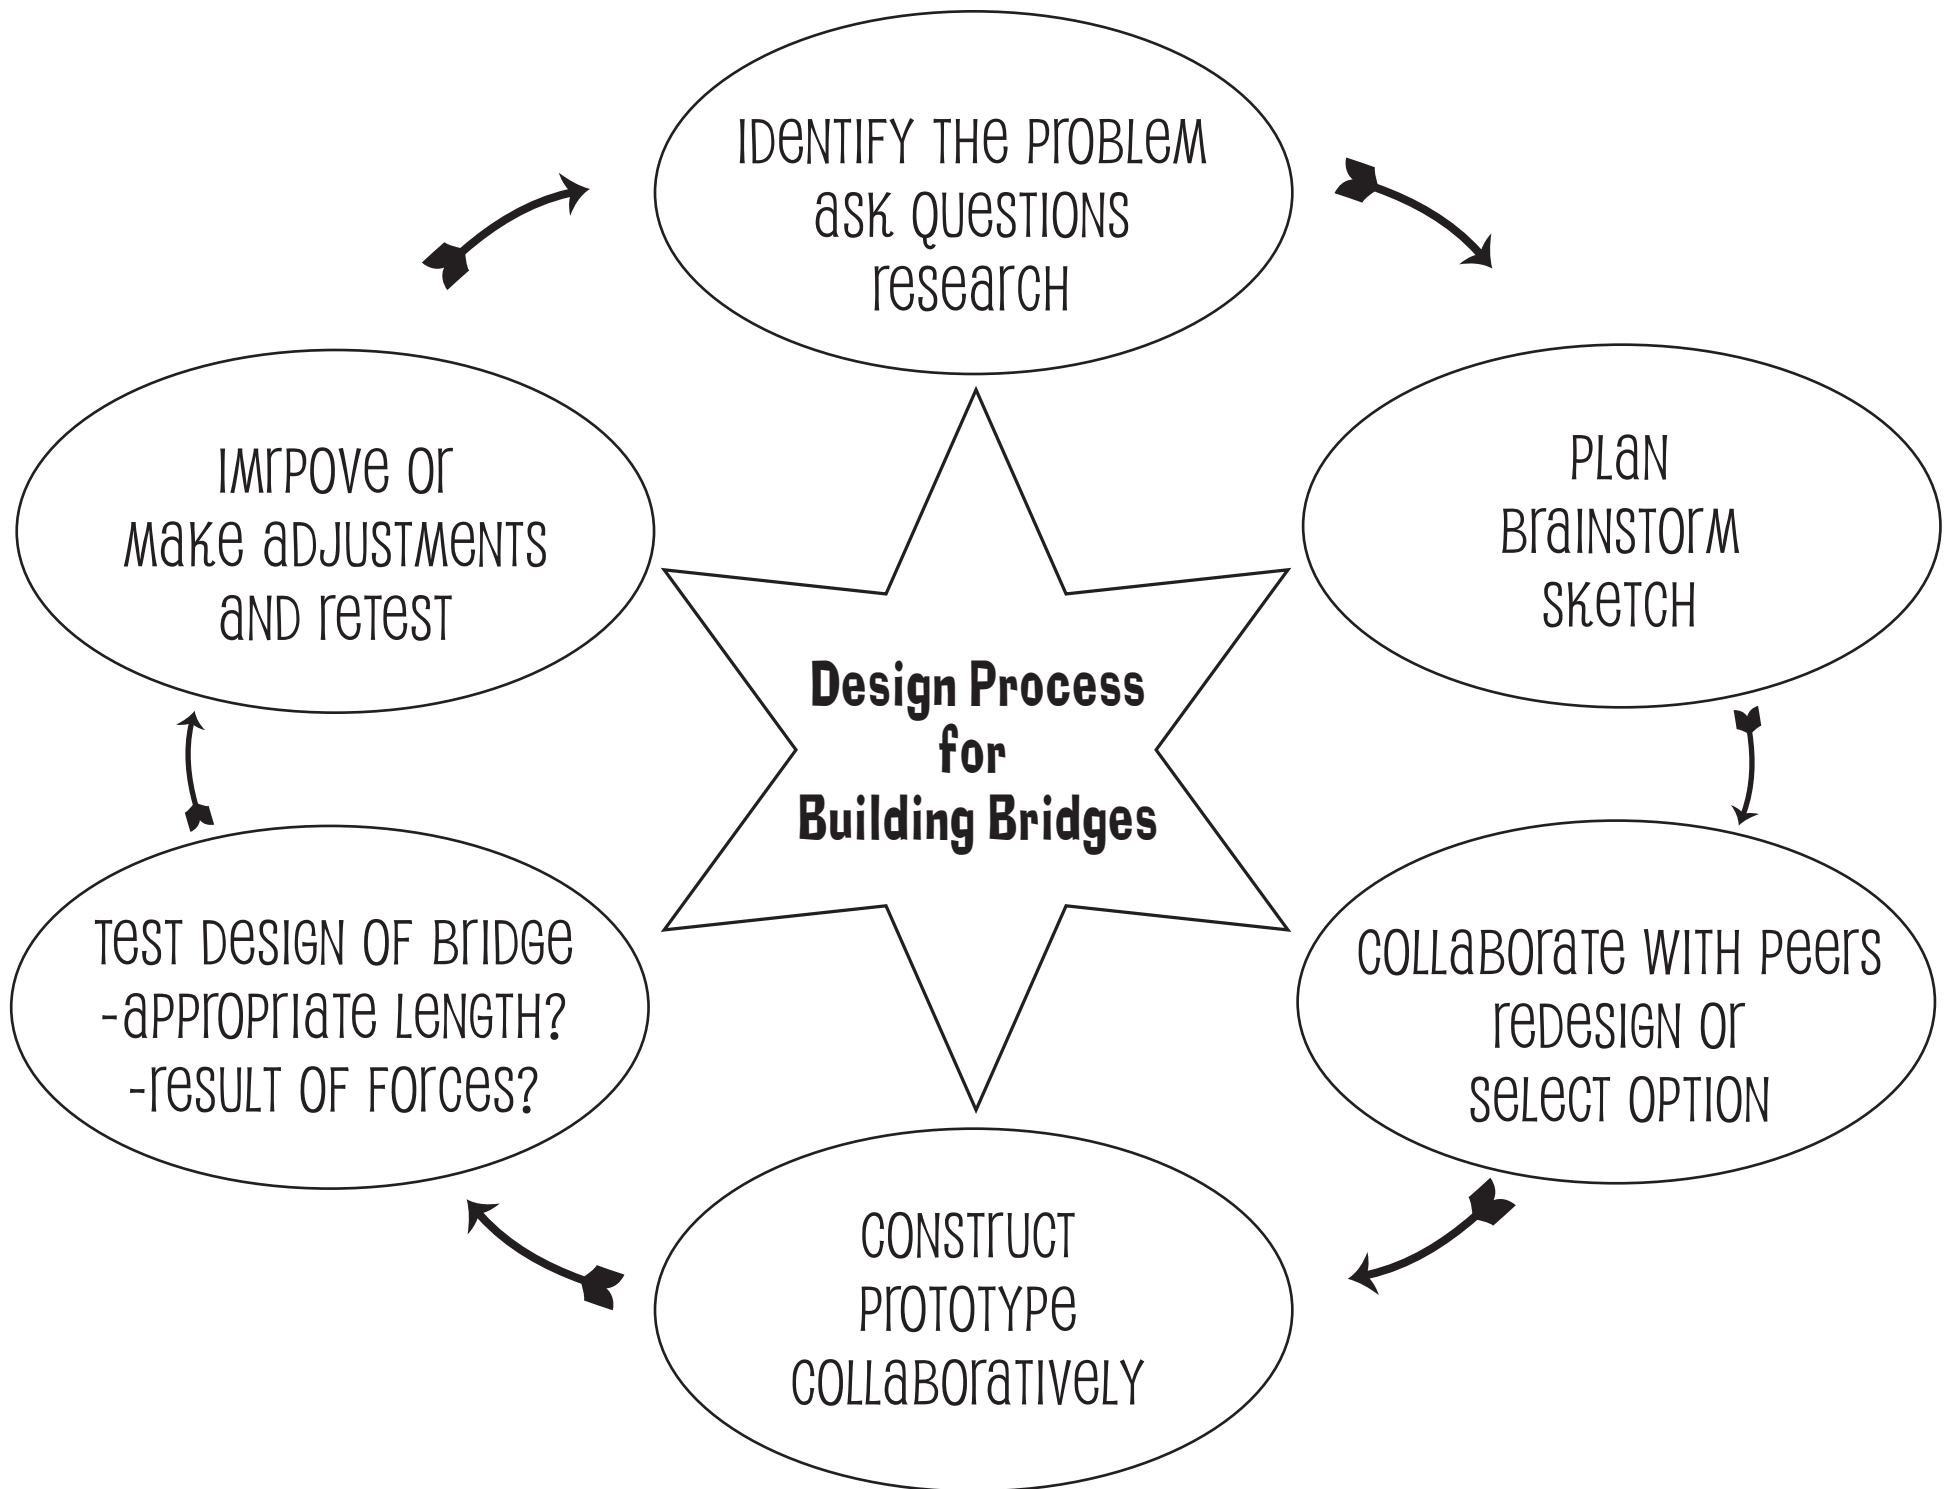 IDENTIFY THE PROBLEM
ASK QUESTIONS
RESEARCH
PLAN
BRAINSTORM
SKETCH
COLLABORATE WITH PEERS
REDESIGN OR
SELECT OPTION
CONSTRUCT
PROTOTYPE
COLLABORATIVELY
TEST DESIGN OF BRIDGE
-APPROPRIATE LENGTH?
-RESULT OF FORCES?
IMRPOVE OR
MAKE ADJUSTMENTS
AND RETEST
Design Process
for
Building Bridges